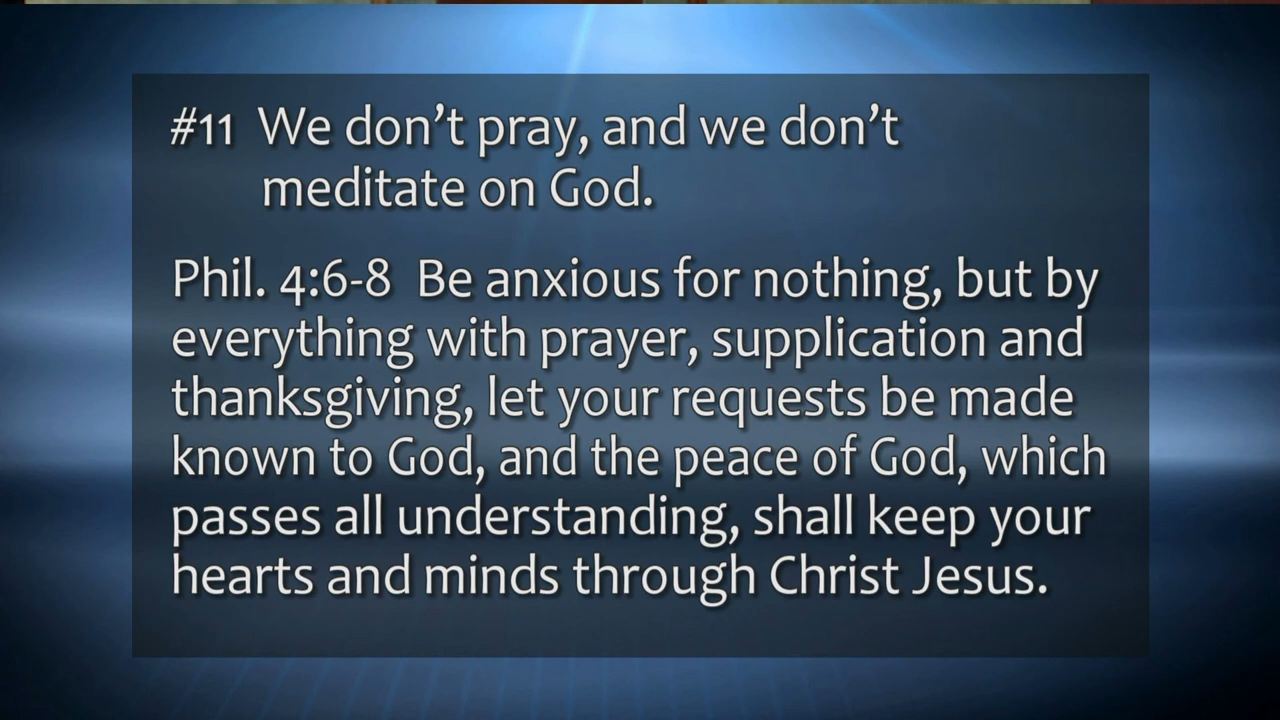 #11 We don't pray, and we don't
meditate on God.
Phil. 4:6-8 Be anxious for nothing, but by
everything with prayer, supplication and
thanksgiving, let your requests be made
known to God, and the peace of God, which
passes all understanding, shall keep your
hearts and minds through Christ Jesus.